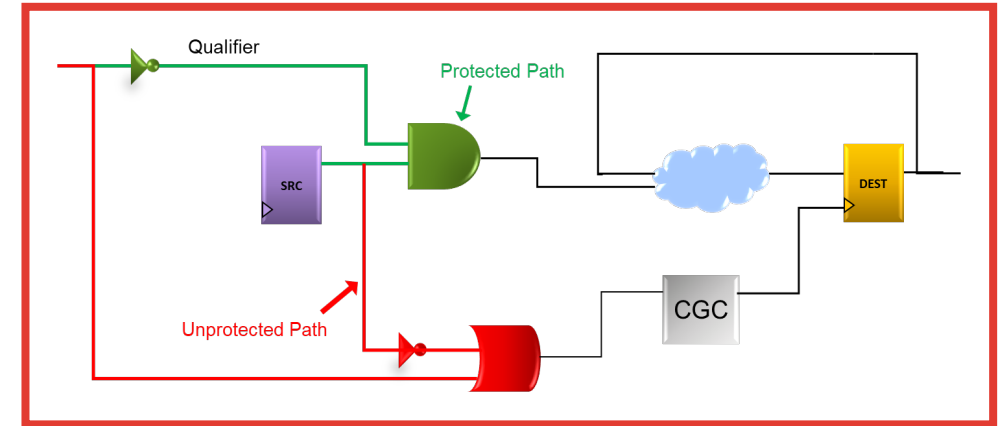 Qualifier
Protected Path
SRC
DEST
CGC
Unprotected Path